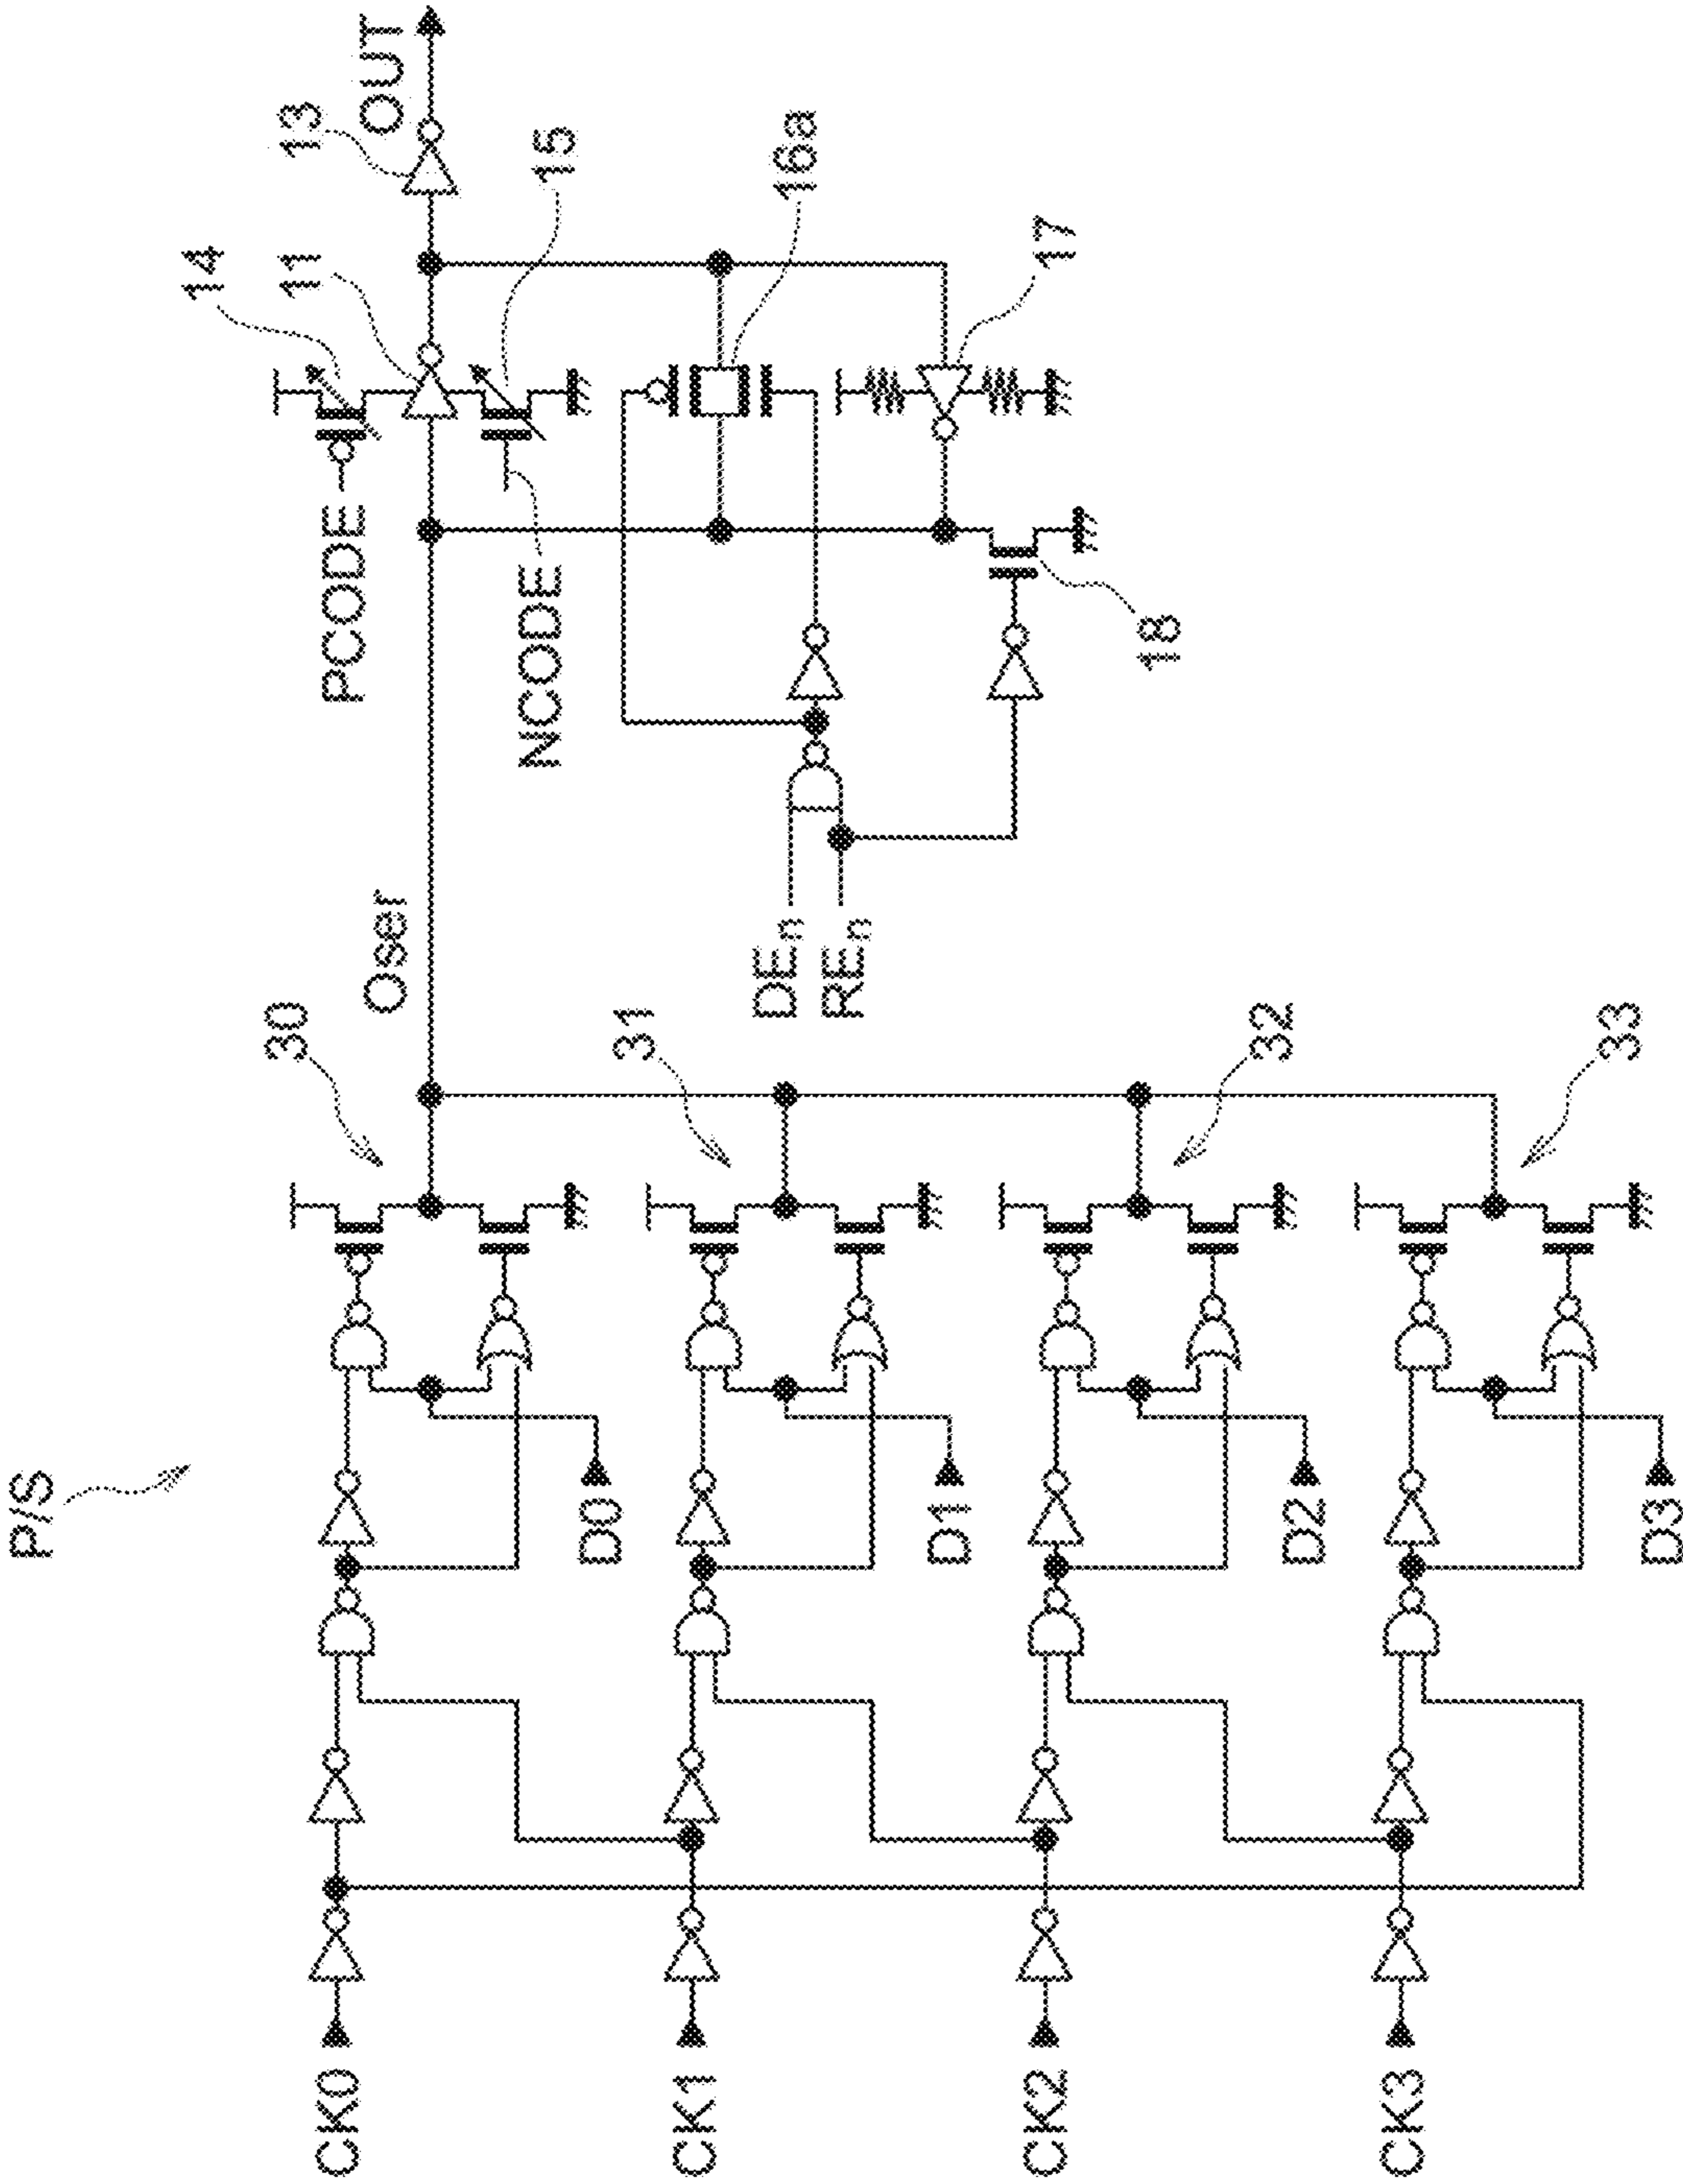 P/S
CK0
CK1
CK2
CK3
D0
D1
D2
D3
30
31
32
33
Oser
DEn
REn
PCODE
NCODE
14
11
13
OUT
15
16a
17
18